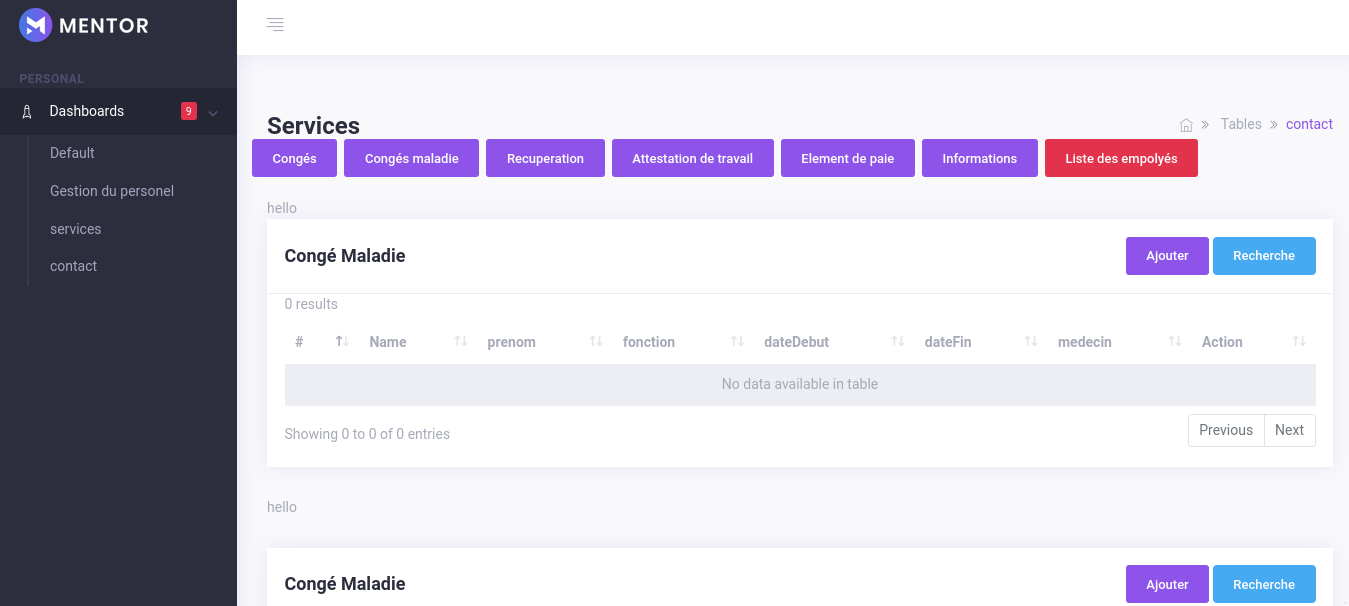 MENTOR
PERSONAL
Dashboards 9
Default
Gestion du personel
services
contact
Services
Tables
contact
Congés
Congés maladie
Recuperation
Attestation de travail
Element de paie
Informations
Liste des empolyés
hello
Congé Maladie
Ajouter
Recherche
0 results
# Name prenom fonction dateDebut dateFin medecin Action
No data available in table
Showing 0 to 0 of 0 entries
Previous Next
hello
Congé Maladie
Ajouter
Recherche